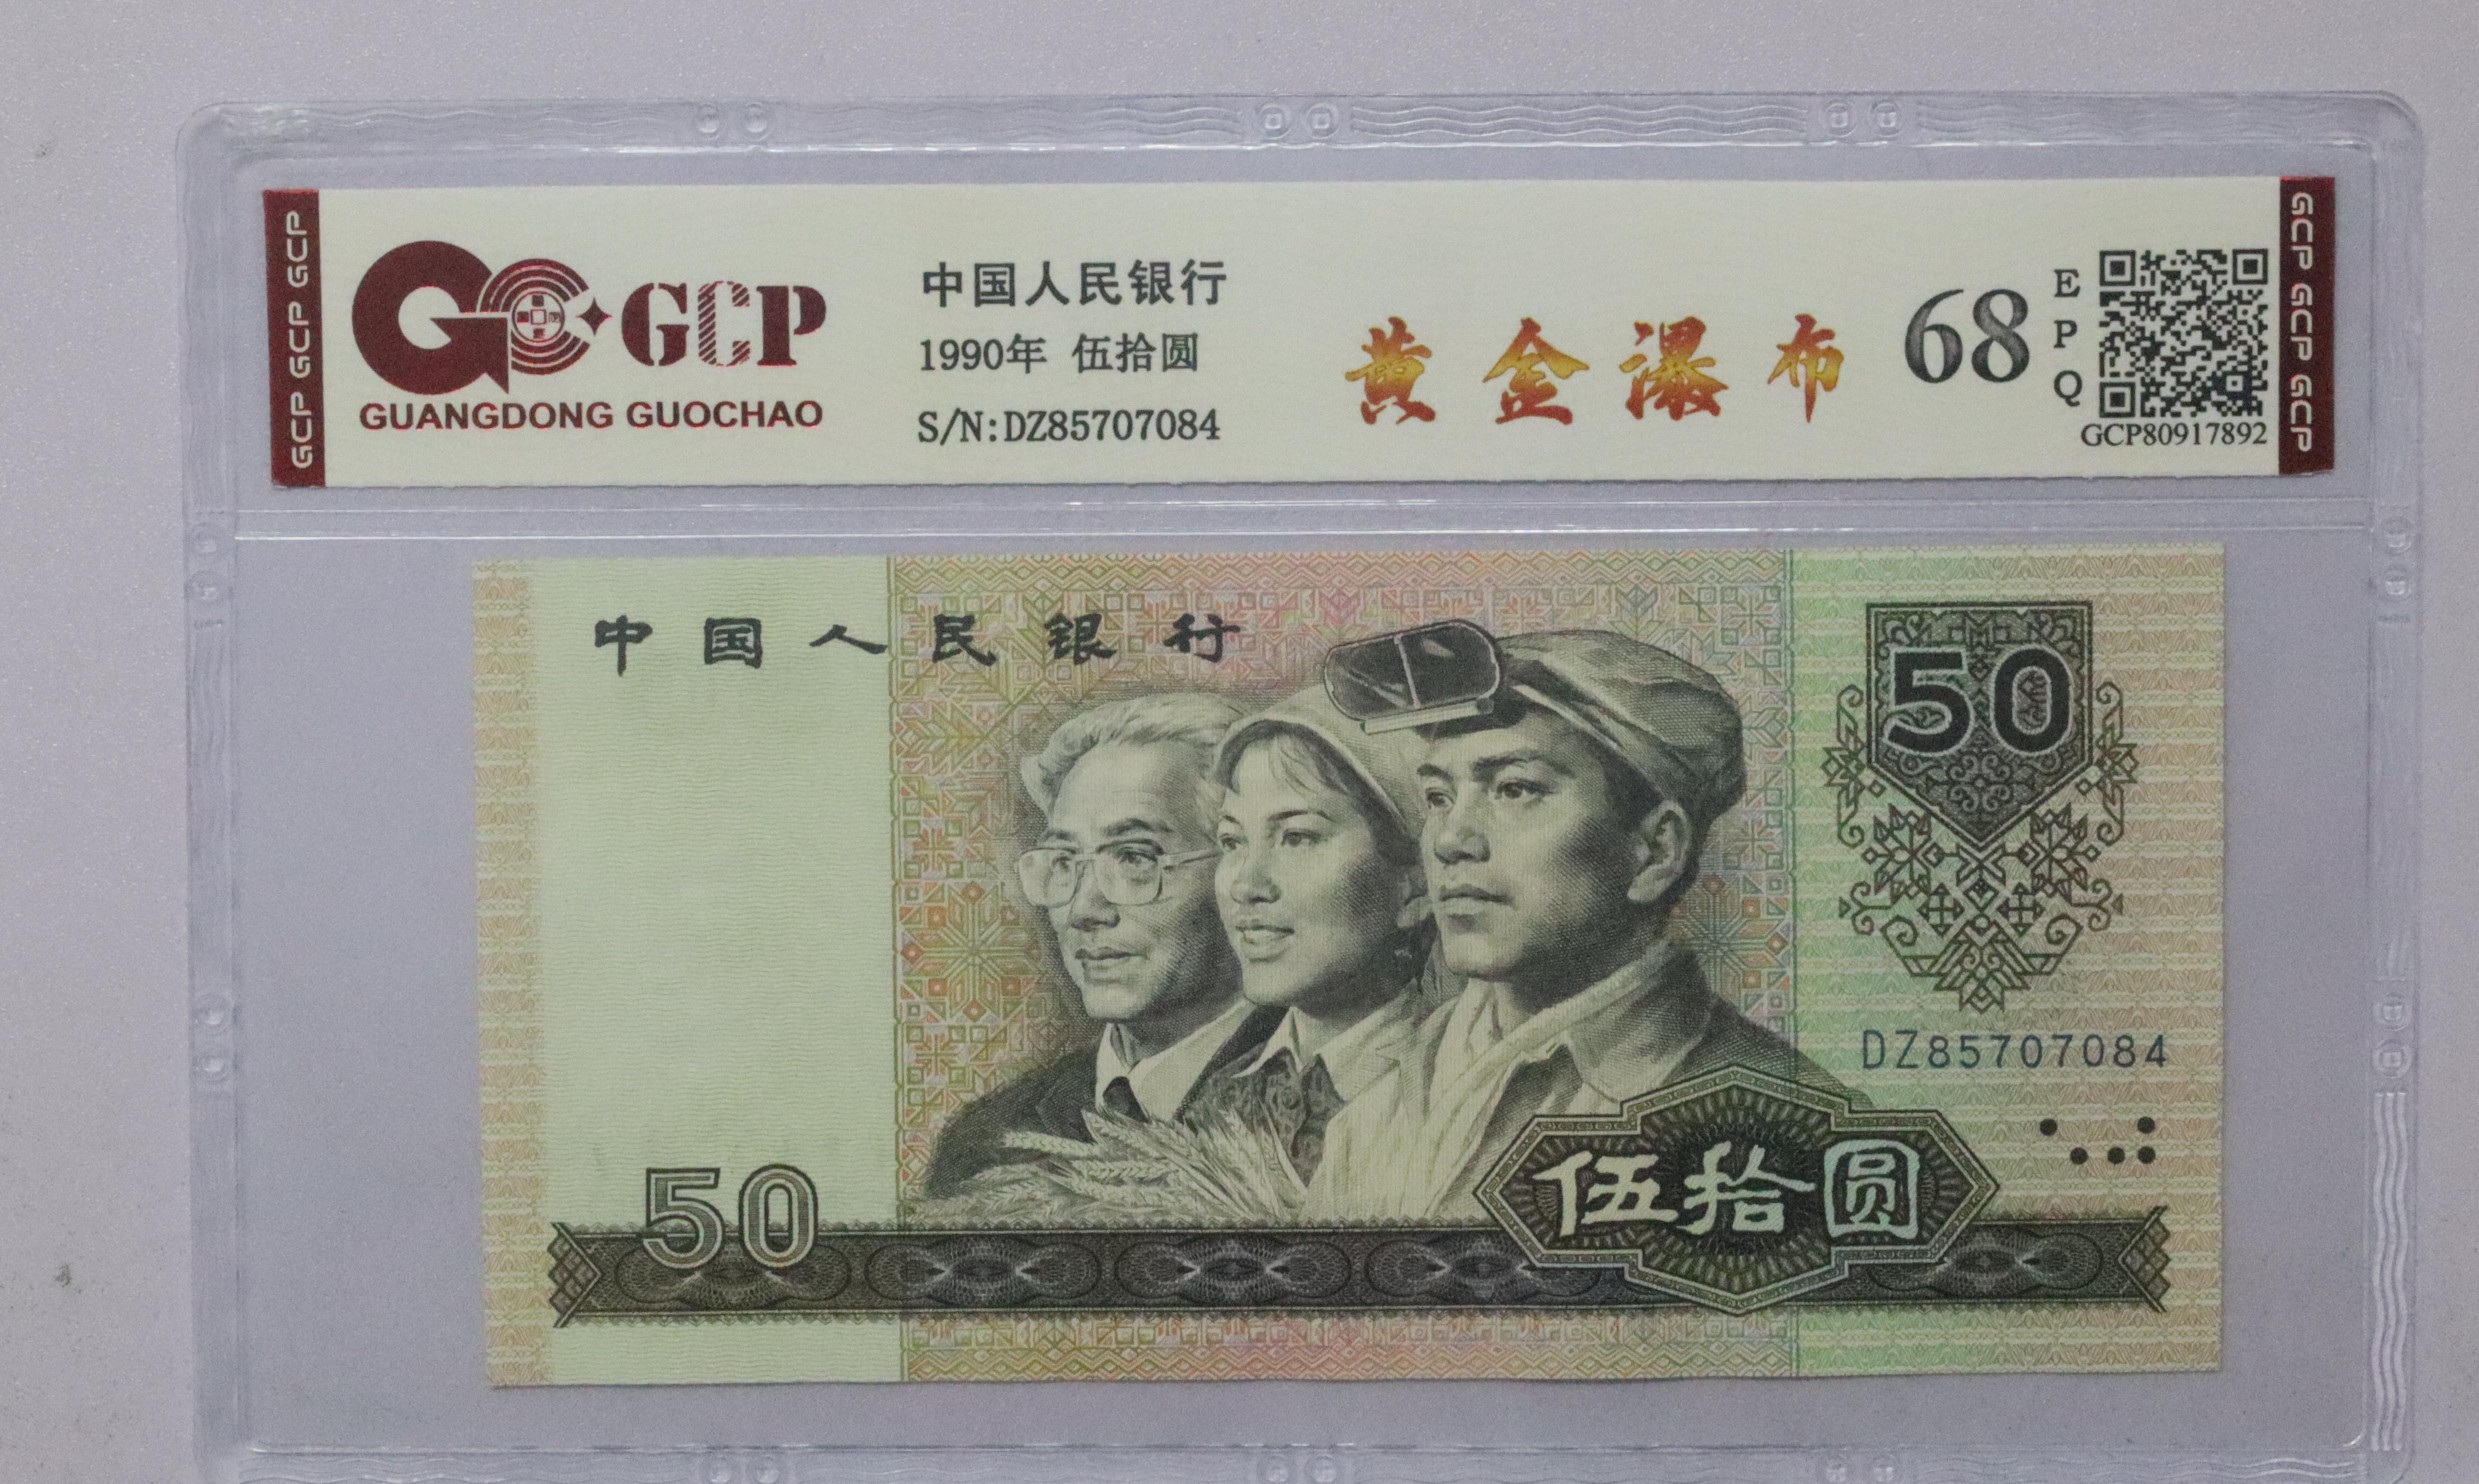 GCP GCP GCP
GCP
GUANGDONG GUOCHAO
中国人民银行
1990年 伍拾圆
S/N:DZ85707084
黄金瀑布
68
E
P
Q
GCP80917892
GCP GCP GCP
中国人民银行
50
DZ85707084
50
伍拾圆